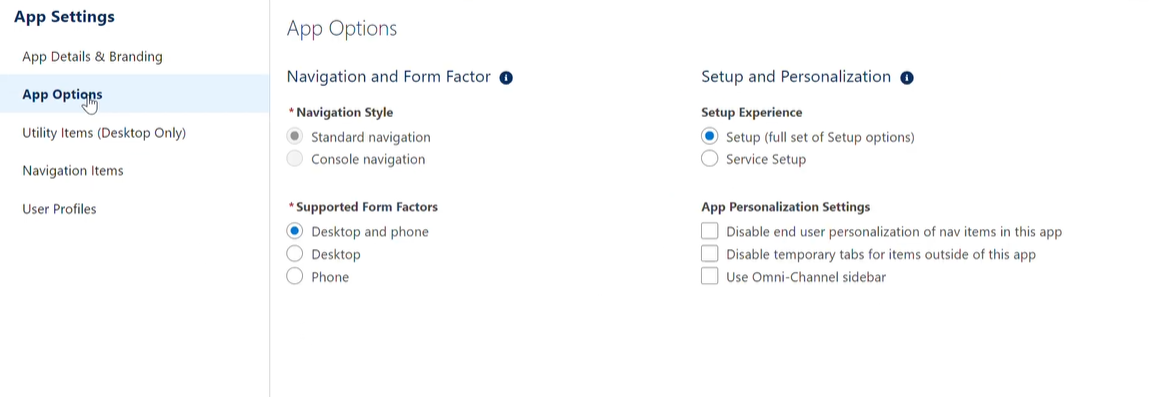 App Settings
App Details & Branding
App Options
Utility Items (Desktop Only)
Navigation Items
User Profiles
App Options
Navigation and Form Factor
* Navigation Style
Standard navigation
Console navigation
* Supported Form Factors
Desktop and phone
Desktop
Phone
Setup and Personalization
Setup Experience
Setup (full set of Setup options)
Service Setup
App Personalization Settings
Disable end user personalization of nav items in this app
Disable temporary tabs for items outside of this app
Use Omni-Channel sidebar